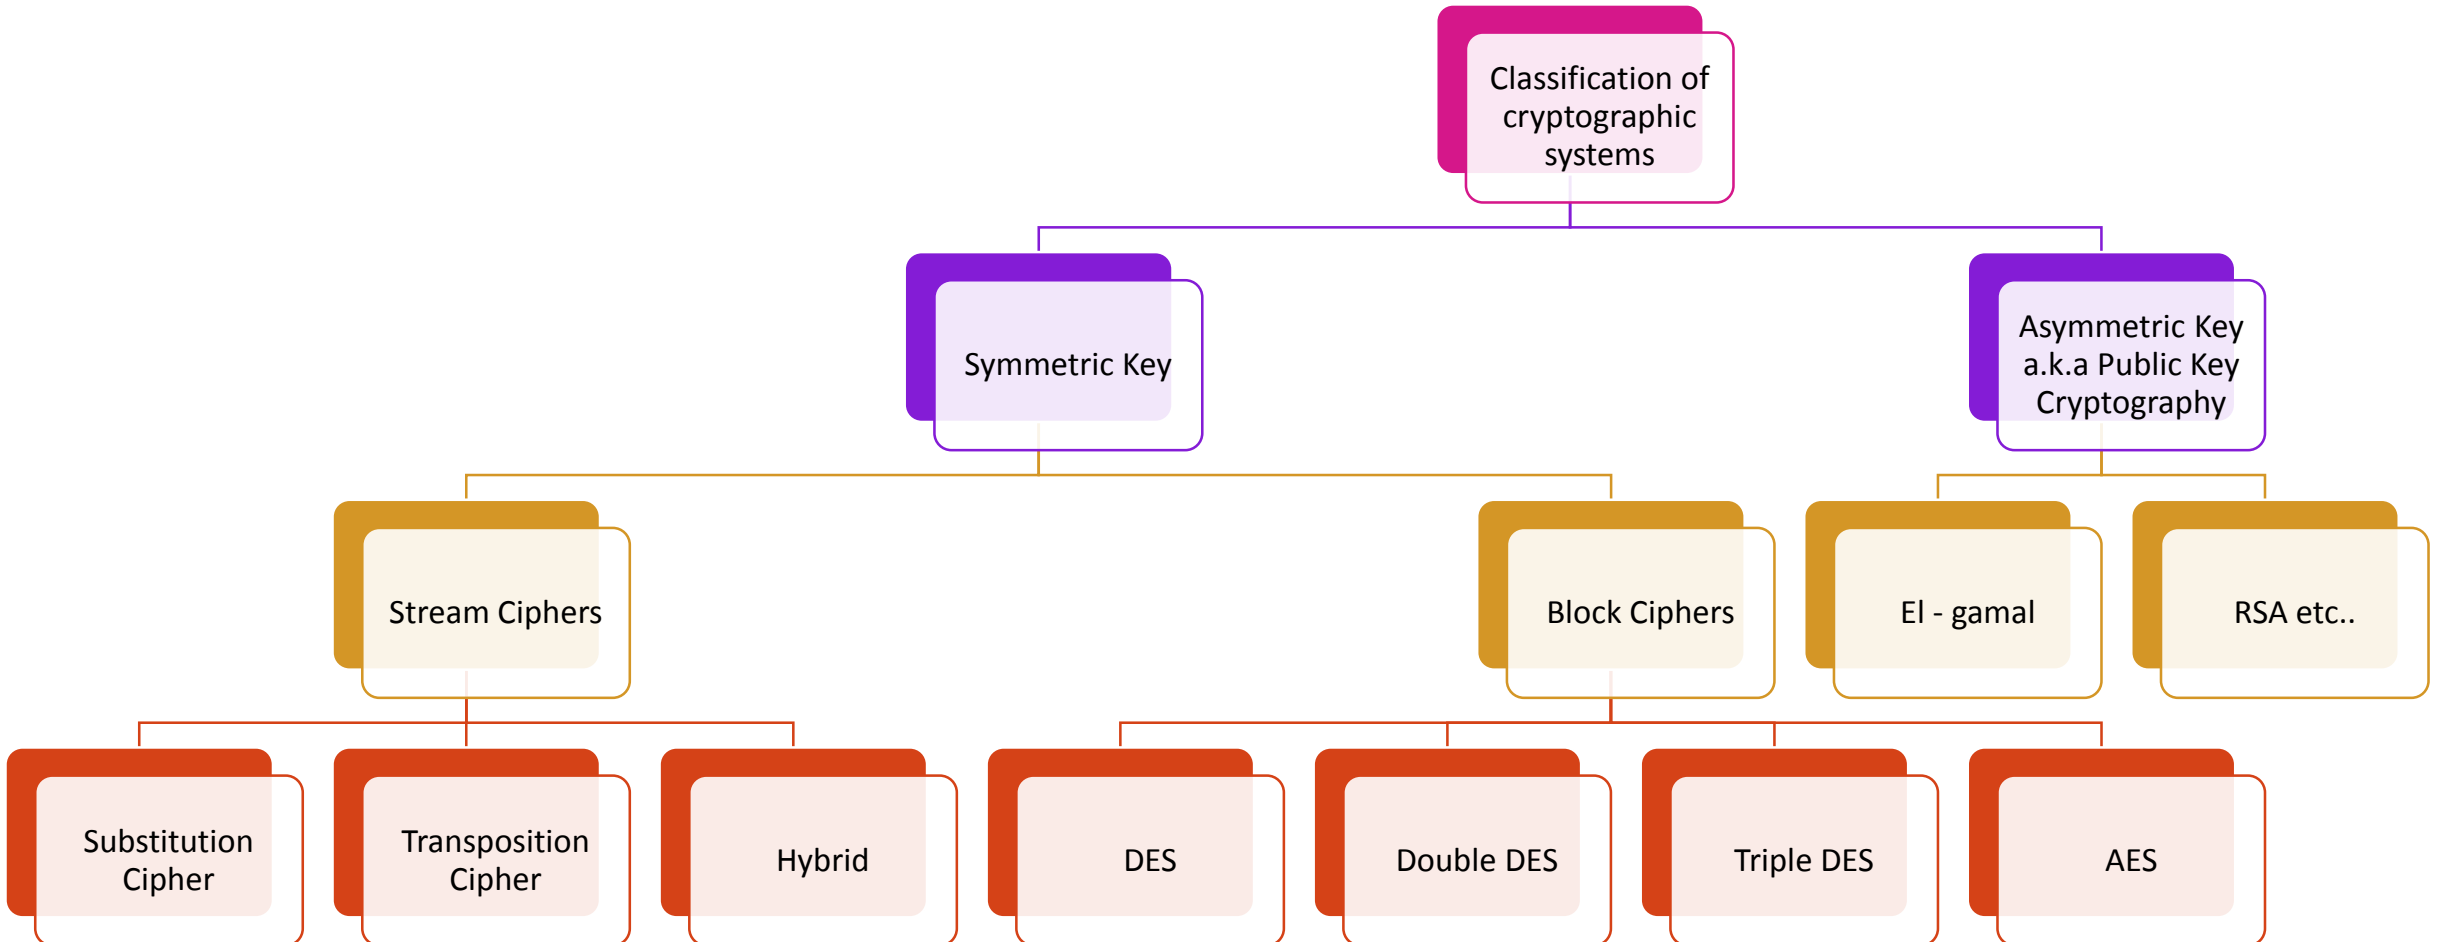 Classification of
cryptographic
systems
Symmetric Key
Asymmetric Key
a.k.a Public Key
Cryptography
Stream Ciphers
Block Ciphers
El - gamal
RSA etc..
Substitution
Cipher
Transposition
Cipher
Hybrid
DES
Double DES
Triple DES
AES